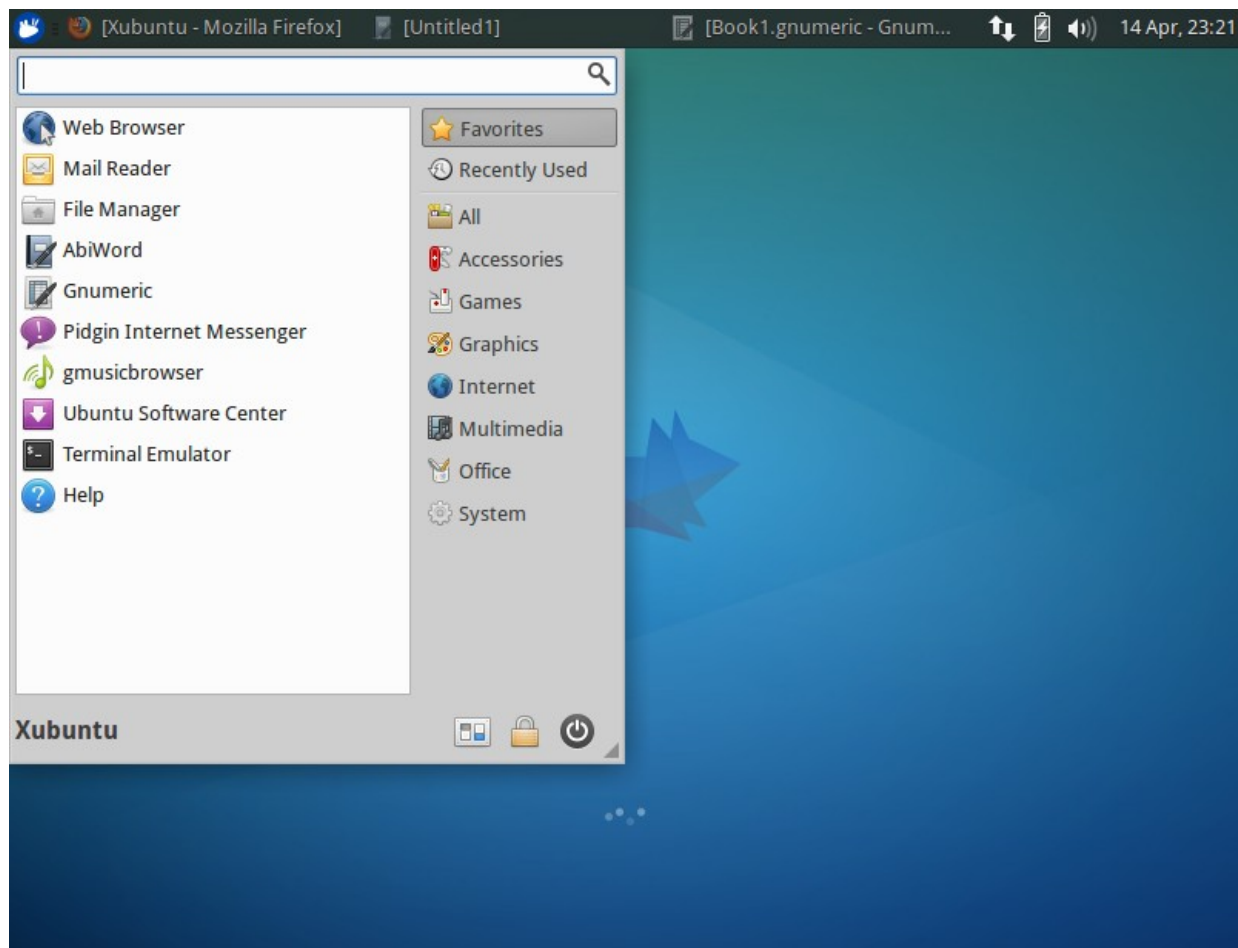 [Xubuntu - Mozilla Firefox] [Untitled1] [Book1.gnumeric - Gnum... 14 Apr, 23:21
Web Browser
Mail Reader
File Manager
AbiWord
Gnumeric
Pidgin Internet Messenger
gmusicbrowser
Ubuntu Software Center
Terminal Emulator
Help
Favorites
Recently Used
All
Accessories
Games
Graphics
Internet
Multimedia
Office
System
Xubuntu